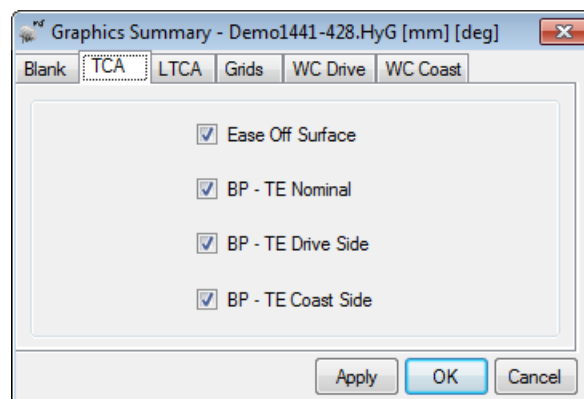 Graphics Summary - Demo1441-428.HyG [mm] [deg]
Blank TCA LTCA Grids WC Drive WC Coast
Ease Off Surface
BP - TE Nominal
BP - TE Drive Side
BP - TE Coast Side
Apply OK Cancel